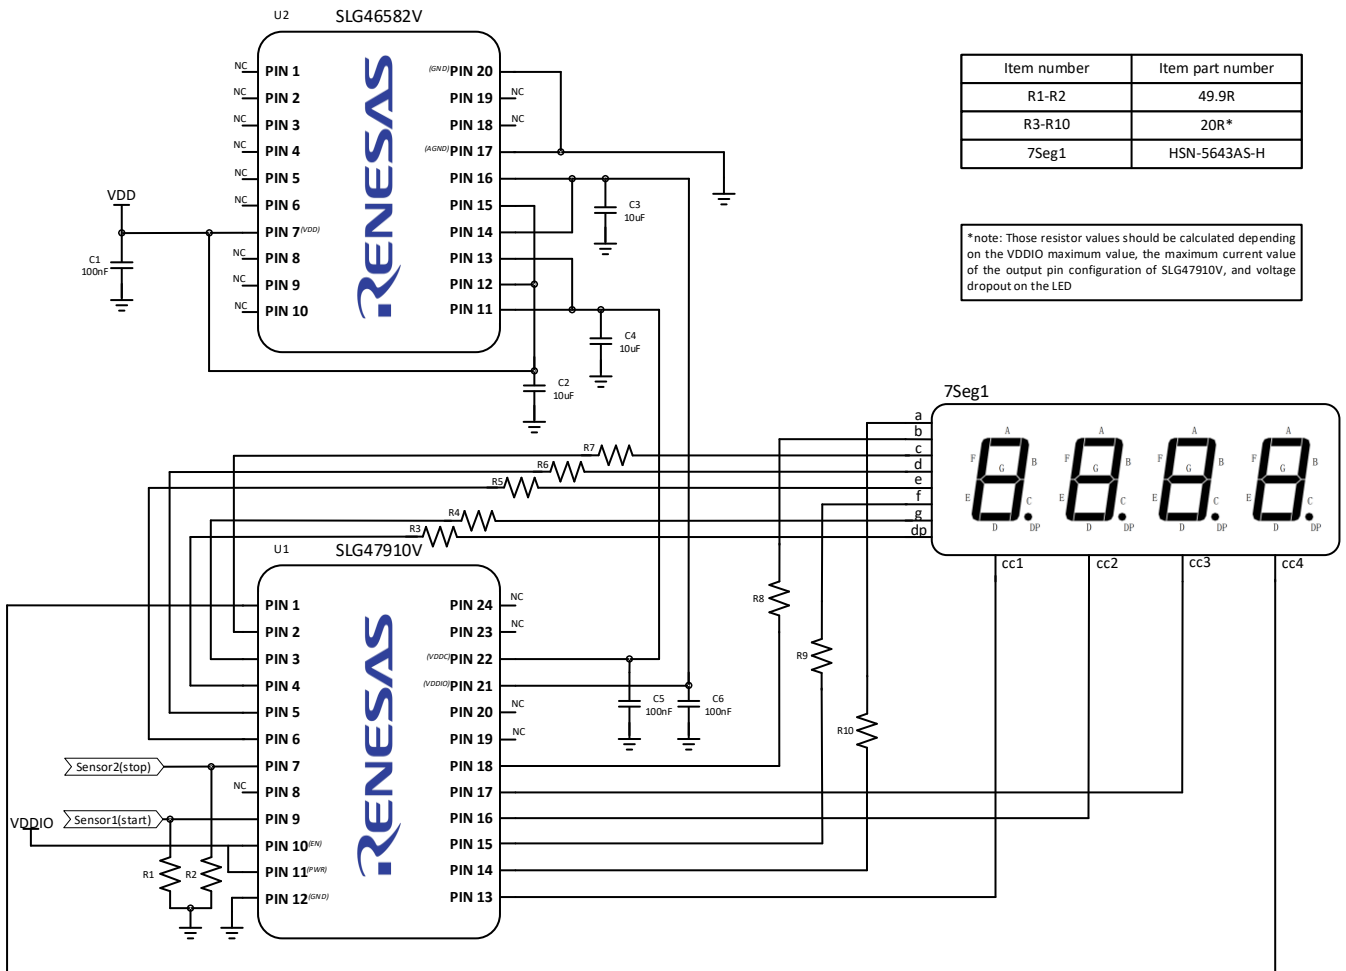 U2
SLG46582V
NC PIN 1
NC PIN 2
NC PIN 3
NC PIN 4
NC PIN 5
NC PIN 6
PIN 7 (VDD)
NC PIN 8
NC PIN 9
NC PIN 10
RENESAS
(GND) PIN 20
PIN 19 NC
PIN 18 NC
(AGND) PIN 17
PIN 16
PIN 15
PIN 14
PIN 13
PIN 12
PIN 11
VDD
C1
100nF
C3
10uF
C4
10uF
C2
10uF
Item number Item part number
R1-R2 49.9R
R3-R10 20R*
7Seg1 HSN-5643AS-H
*note: Those resistor values should be calculated depending
on the VDDIO maximum value, the maximum current value
of the output pin configuration of SLG47910V, and voltage
dropout on the LED
7Seg1
a
b
c
d
e
f
g
dp
A
B
C
D
E
F
G
DP
A
B
C
D
E
F
G
DP
A
B
C
D
E
F
G
DP
A
B
C
D
E
F
G
DP
cc1
cc2
cc3
cc4
R7
R6
R5
R4
R3
R8
R9
R10
U1
SLG47910V
PIN 1
PIN 2
PIN 3
PIN 4
PIN 5
PIN 6
PIN 7
NC PIN 8
PIN 9
PIN 10 (EN)
PIN 11 (PWR)
PIN 12 (GND)
RENESAS
PIN 24 NC
PIN 23 NC
(VDDC) PIN 22
(VDDIO) PIN 21
PIN 20 NC
PIN 19 NC
PIN 18
PIN 17
PIN 16
PIN 15
PIN 14
PIN 13
C5
100nF
C6
100nF
Sensor2(stop)
Sensor1(start)
VDDIO
R1
R2